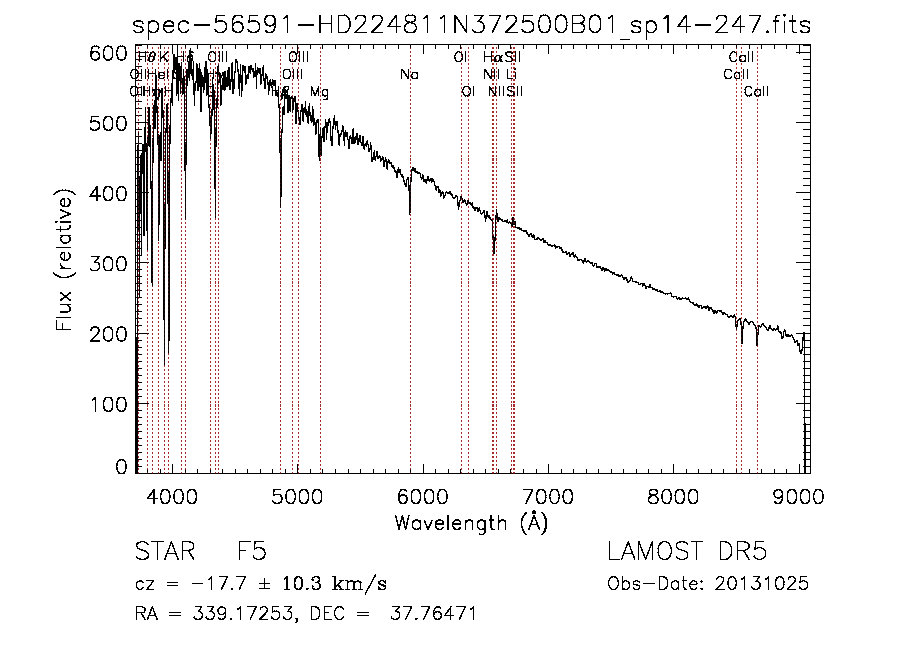 spec-56591-HD224811N372500B01_sp14-247.fits
600
500
400
300
200
100
0
Flux (relative)
K OIII OIII OI Hα SII CaII
OII HeI OIII Na NII Li CaII
Mg OI NII SII CaII
4000 5000 6000 7000 8000 9000
Wavelength (Å)
STAR F5 LAMOST DR5
cz = -17.7 ± 10.3 km/s Obs-Date: 20131025
RA = 339.17253, DEC = 37.76471